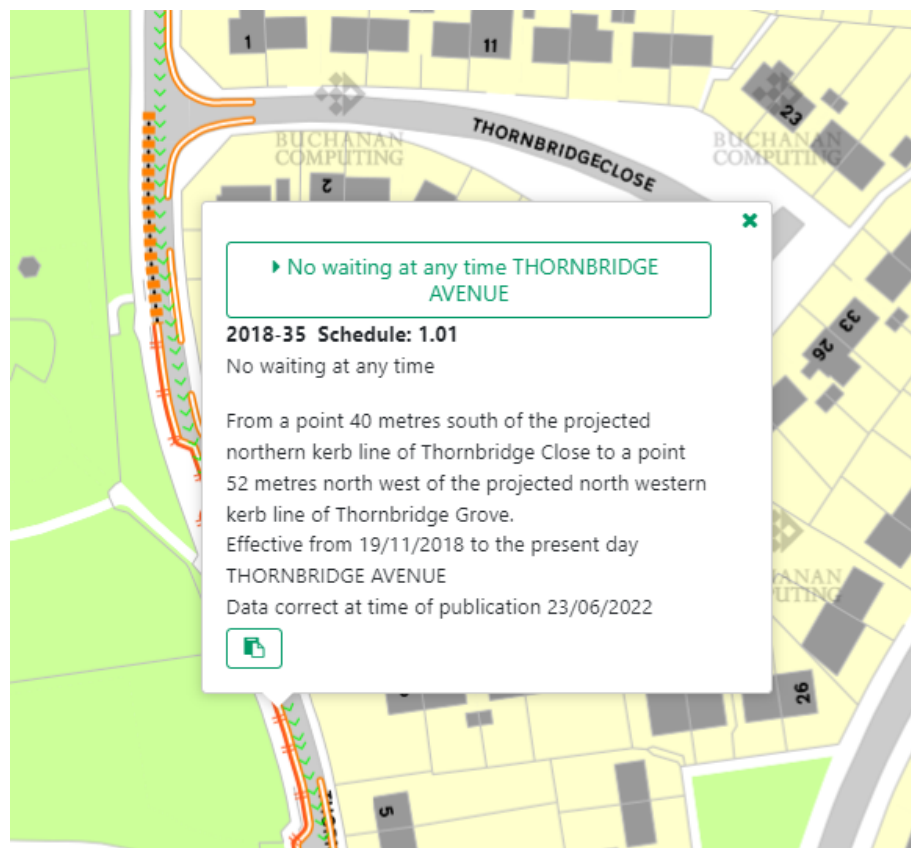 1
11
23
BUCHANAN
COMPUTING
THORNBRIDGECLOSE
BUCHANAN
COMPUTING
2
No waiting at any time THORNBRIDGE
AVENUE
2018-35 Schedule: 1.01
No waiting at any time
33
26
From a point 40 metres south of the projected
northern kerb line of Thornbridge Close to a point
52 metres north west of the projected north western
kerb line of Thornbridge Grove.
Effective from 19/11/2018 to the present day
THORNBRIDGE AVENUE
Data correct at time of publication 23/06/2022
26
5